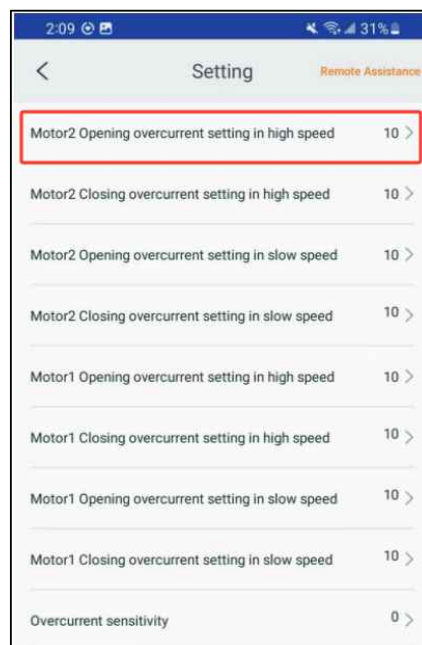 2:09 31%
Setting Remote Assistance
Motor2 Opening overcurrent setting in high speed 10
Motor2 Closing overcurrent setting in high speed 10
Motor2 Opening overcurrent setting in slow speed 10
Motor2 Closing overcurrent setting in slow speed 10
Motor1 Opening overcurrent setting in high speed 10
Motor1 Closing overcurrent setting in high speed 10
Motor1 Opening overcurrent setting in slow speed 10
Motor1 Closing overcurrent setting in slow speed 10
Overcurrent sensitivity 0